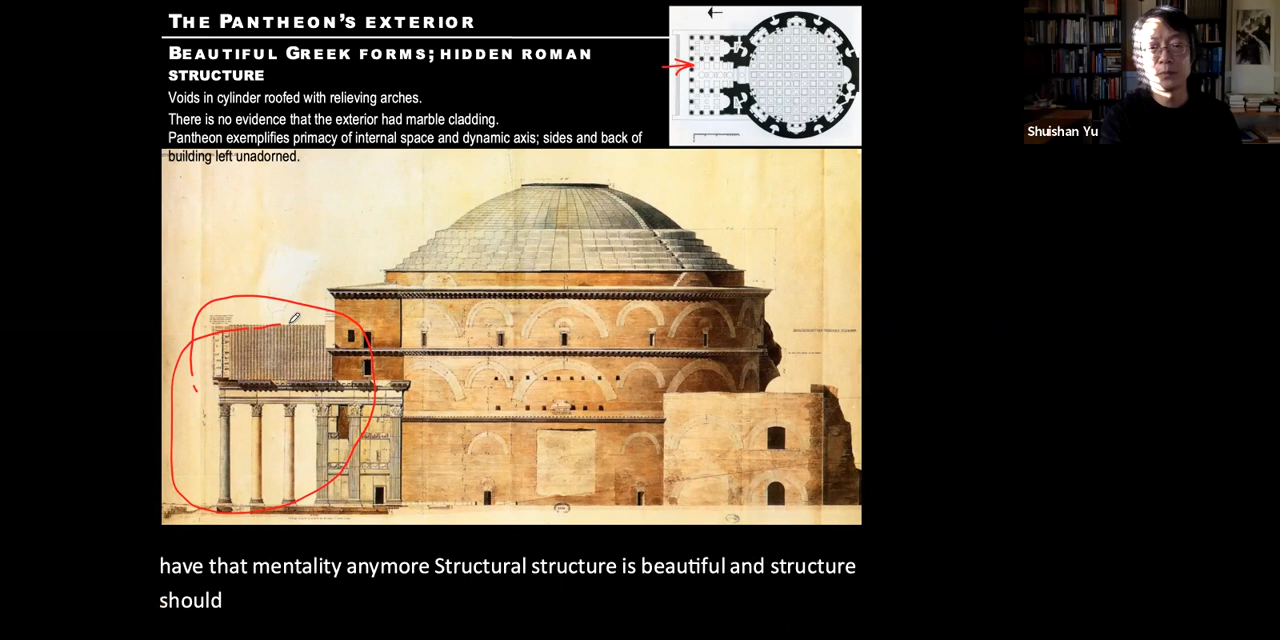 THE PANTHEON'S EXTERIOR
BEAUTIFUL GREEK FORMS; HIDDEN ROMAN
STRUCTURE
Voids in cylinder roofed with relieving arches.
There is no evidence that the exterior had marble cladding.
Pantheon exemplifies primacy of internal space and dynamic axis; sides and back of
building left unadorned.
Shuishan Yu
have that mentality anymore Structural structure is beautiful and structure
should